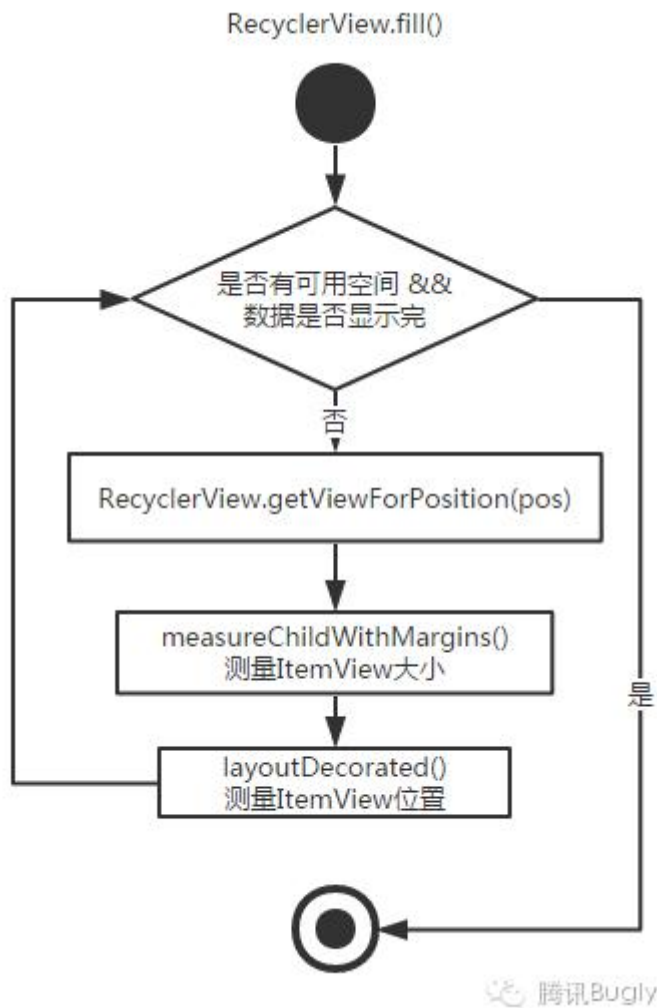 RecyclerView.fill()
是否有可用空间 &&
数据是否显示完
否
RecyclerView.getViewForPosition(pos)
measureChildWithMargins()
测量ItemView大小
是
layoutDecorated()
测量ItemView位置
腾讯Bugly